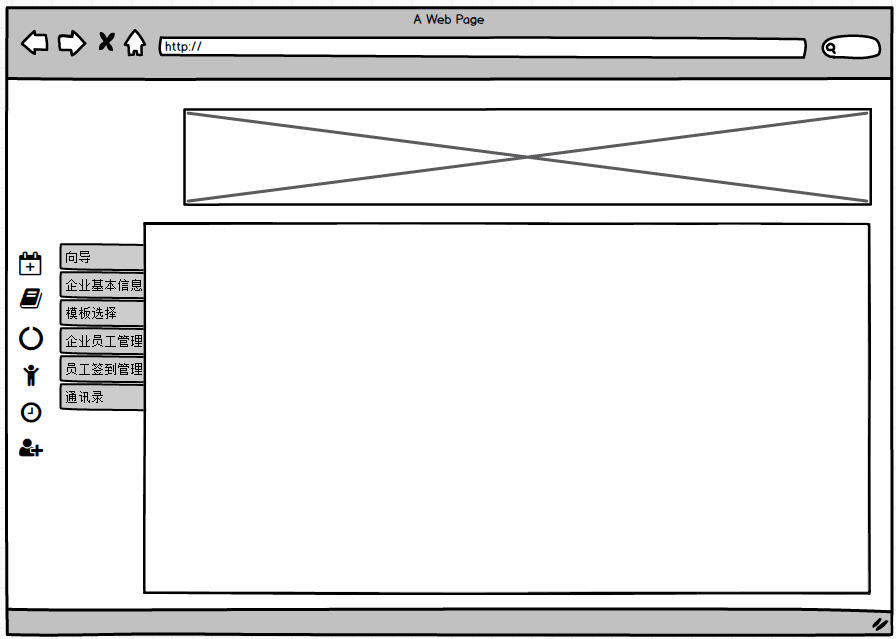 A Web Page
http://
向导
企业基本信息
模板选择
企业员工管理
员工签到管理
通讯录